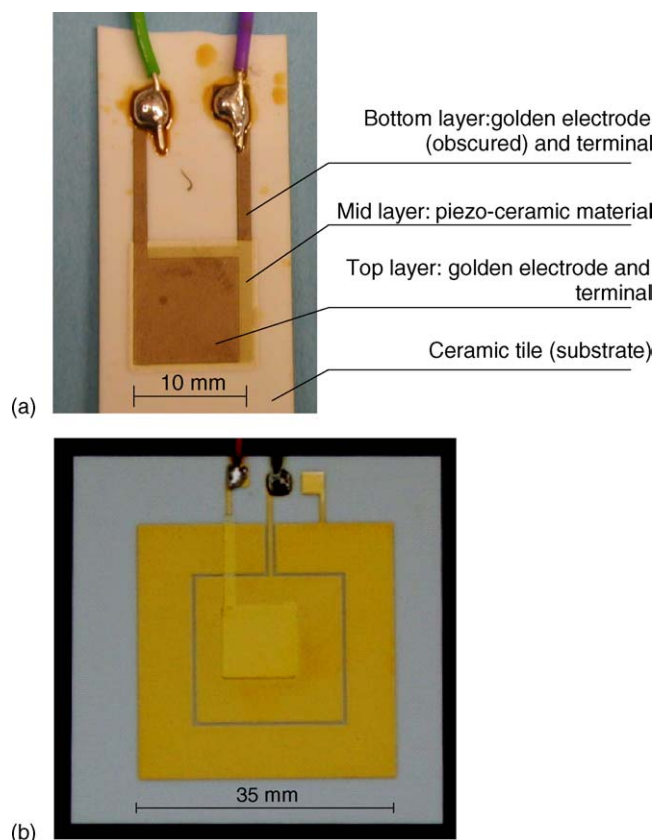 Bottom layer:golden electrode
(obscured) and terminal
Mid layer: piezo-ceramic material
Top layer: golden electrode and
terminal
Ceramic tile (substrate)
10 mm
(a)
35 mm
(b)